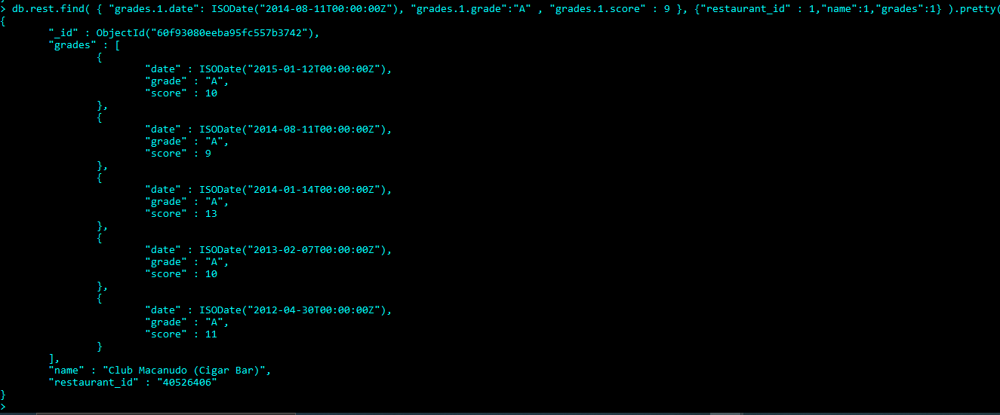 > db.rest.find( { "grades.1.date": ISODate("2014-08-11T00:00:00Z"), "grades.1.grade":"A" , "grades.1.score" : 9 }, {"restaurant_id" : 1,"name":1,"grades":1} ).pretty(
{
"_id" : ObjectId("60f93080eeba95fc557b3742"),
"grades" : [
{
"date" : ISODate("2015-01-12T00:00:00Z"),
"grade" : "A",
"score" : 10
},
{
"date" : ISODate("2014-08-11T00:00:00Z"),
"grade" : "A",
"score" : 9
},
{
"date" : ISODate("2014-01-14T00:00:00Z"),
"grade" : "A",
"score" : 13
},
{
"date" : ISODate("2013-02-07T00:00:00Z"),
"grade" : "A",
"score" : 10
},
{
"date" : ISODate("2012-04-30T00:00:00Z"),
"grade" : "A",
"score" : 11
}
],
"name" : "Club Macanudo (Cigar Bar)",
"restaurant_id" : "40526406"
}
>